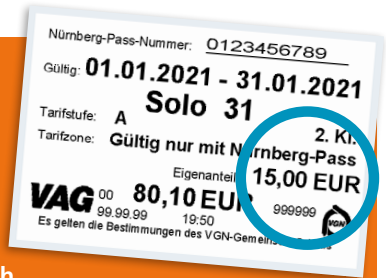 Nürnberg-Pass-Nummer: 0123456789
Gültig: 01.01.2021 - 31.01.2021
Solo 31
Tarifstufe: A 2. Kl.
Tarifzone: Gültig nur mit Nürnberg-Pass
Eigenanteil 15,00 EUR
VAG 00 80,10 EUR
99.99.99 19:50 999999 VGN
Es gelten die Bestimmungen des VGN-Gemein